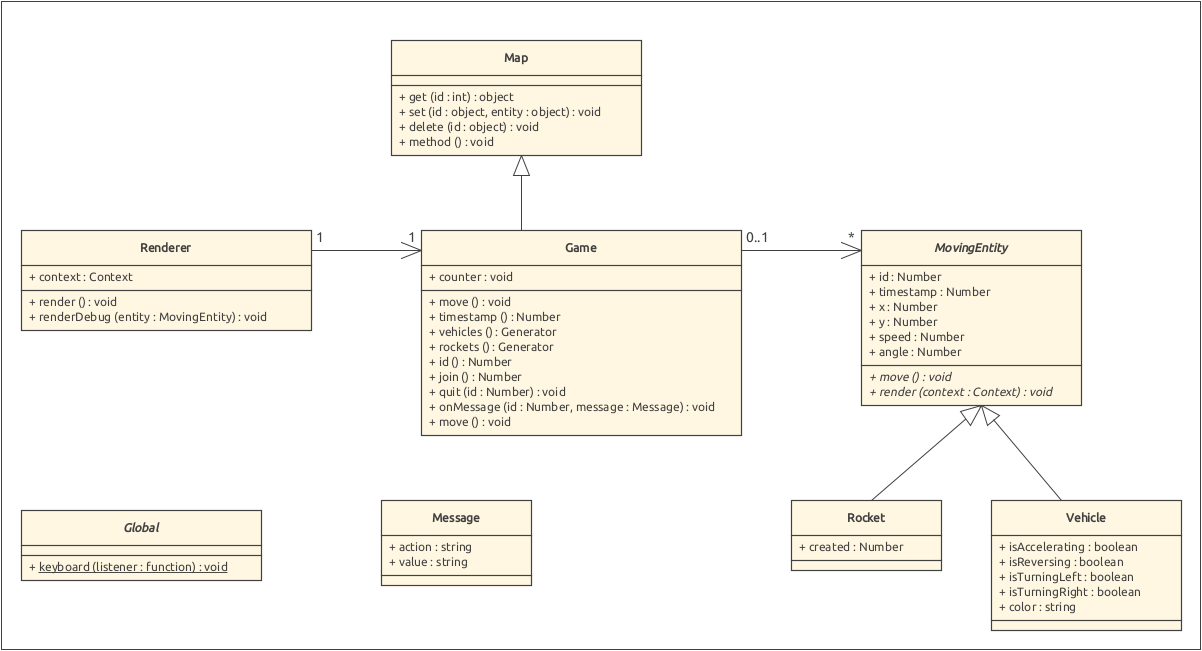 Map
+ get (id : int) : object
+ set (id : object, entity : object) : void
+ delete (id : object) : void
+ method () : void
Renderer
+ context : Context
+ render () : void
+ renderDebug (entity : MovingEntity) : void
1
1
Game
+ counter : void
+ move () : void
+ timestamp () : Number
+ vehicles () : Generator
+ rockets () : Generator
+ id () : Number
+ join () : Number
+ quit (id : Number) : void
+ onMessage (id : Number, message : Message) : void
+ move () : void
0..1
*
MovingEntity
+ id : Number
+ timestamp : Number
+ x : Number
+ y : Number
+ speed : Number
+ angle : Number
+ move () : void
+ render (context : Context) : void
Global
+ keyboard (listener : function) : void
Message
+ action : string
+ value : string
Rocket
+ created : Number
Vehicle
+ isAccelerating : boolean
+ isReversing : boolean
+ isTurningLeft : boolean
+ isTurningRight : boolean
+ color : string